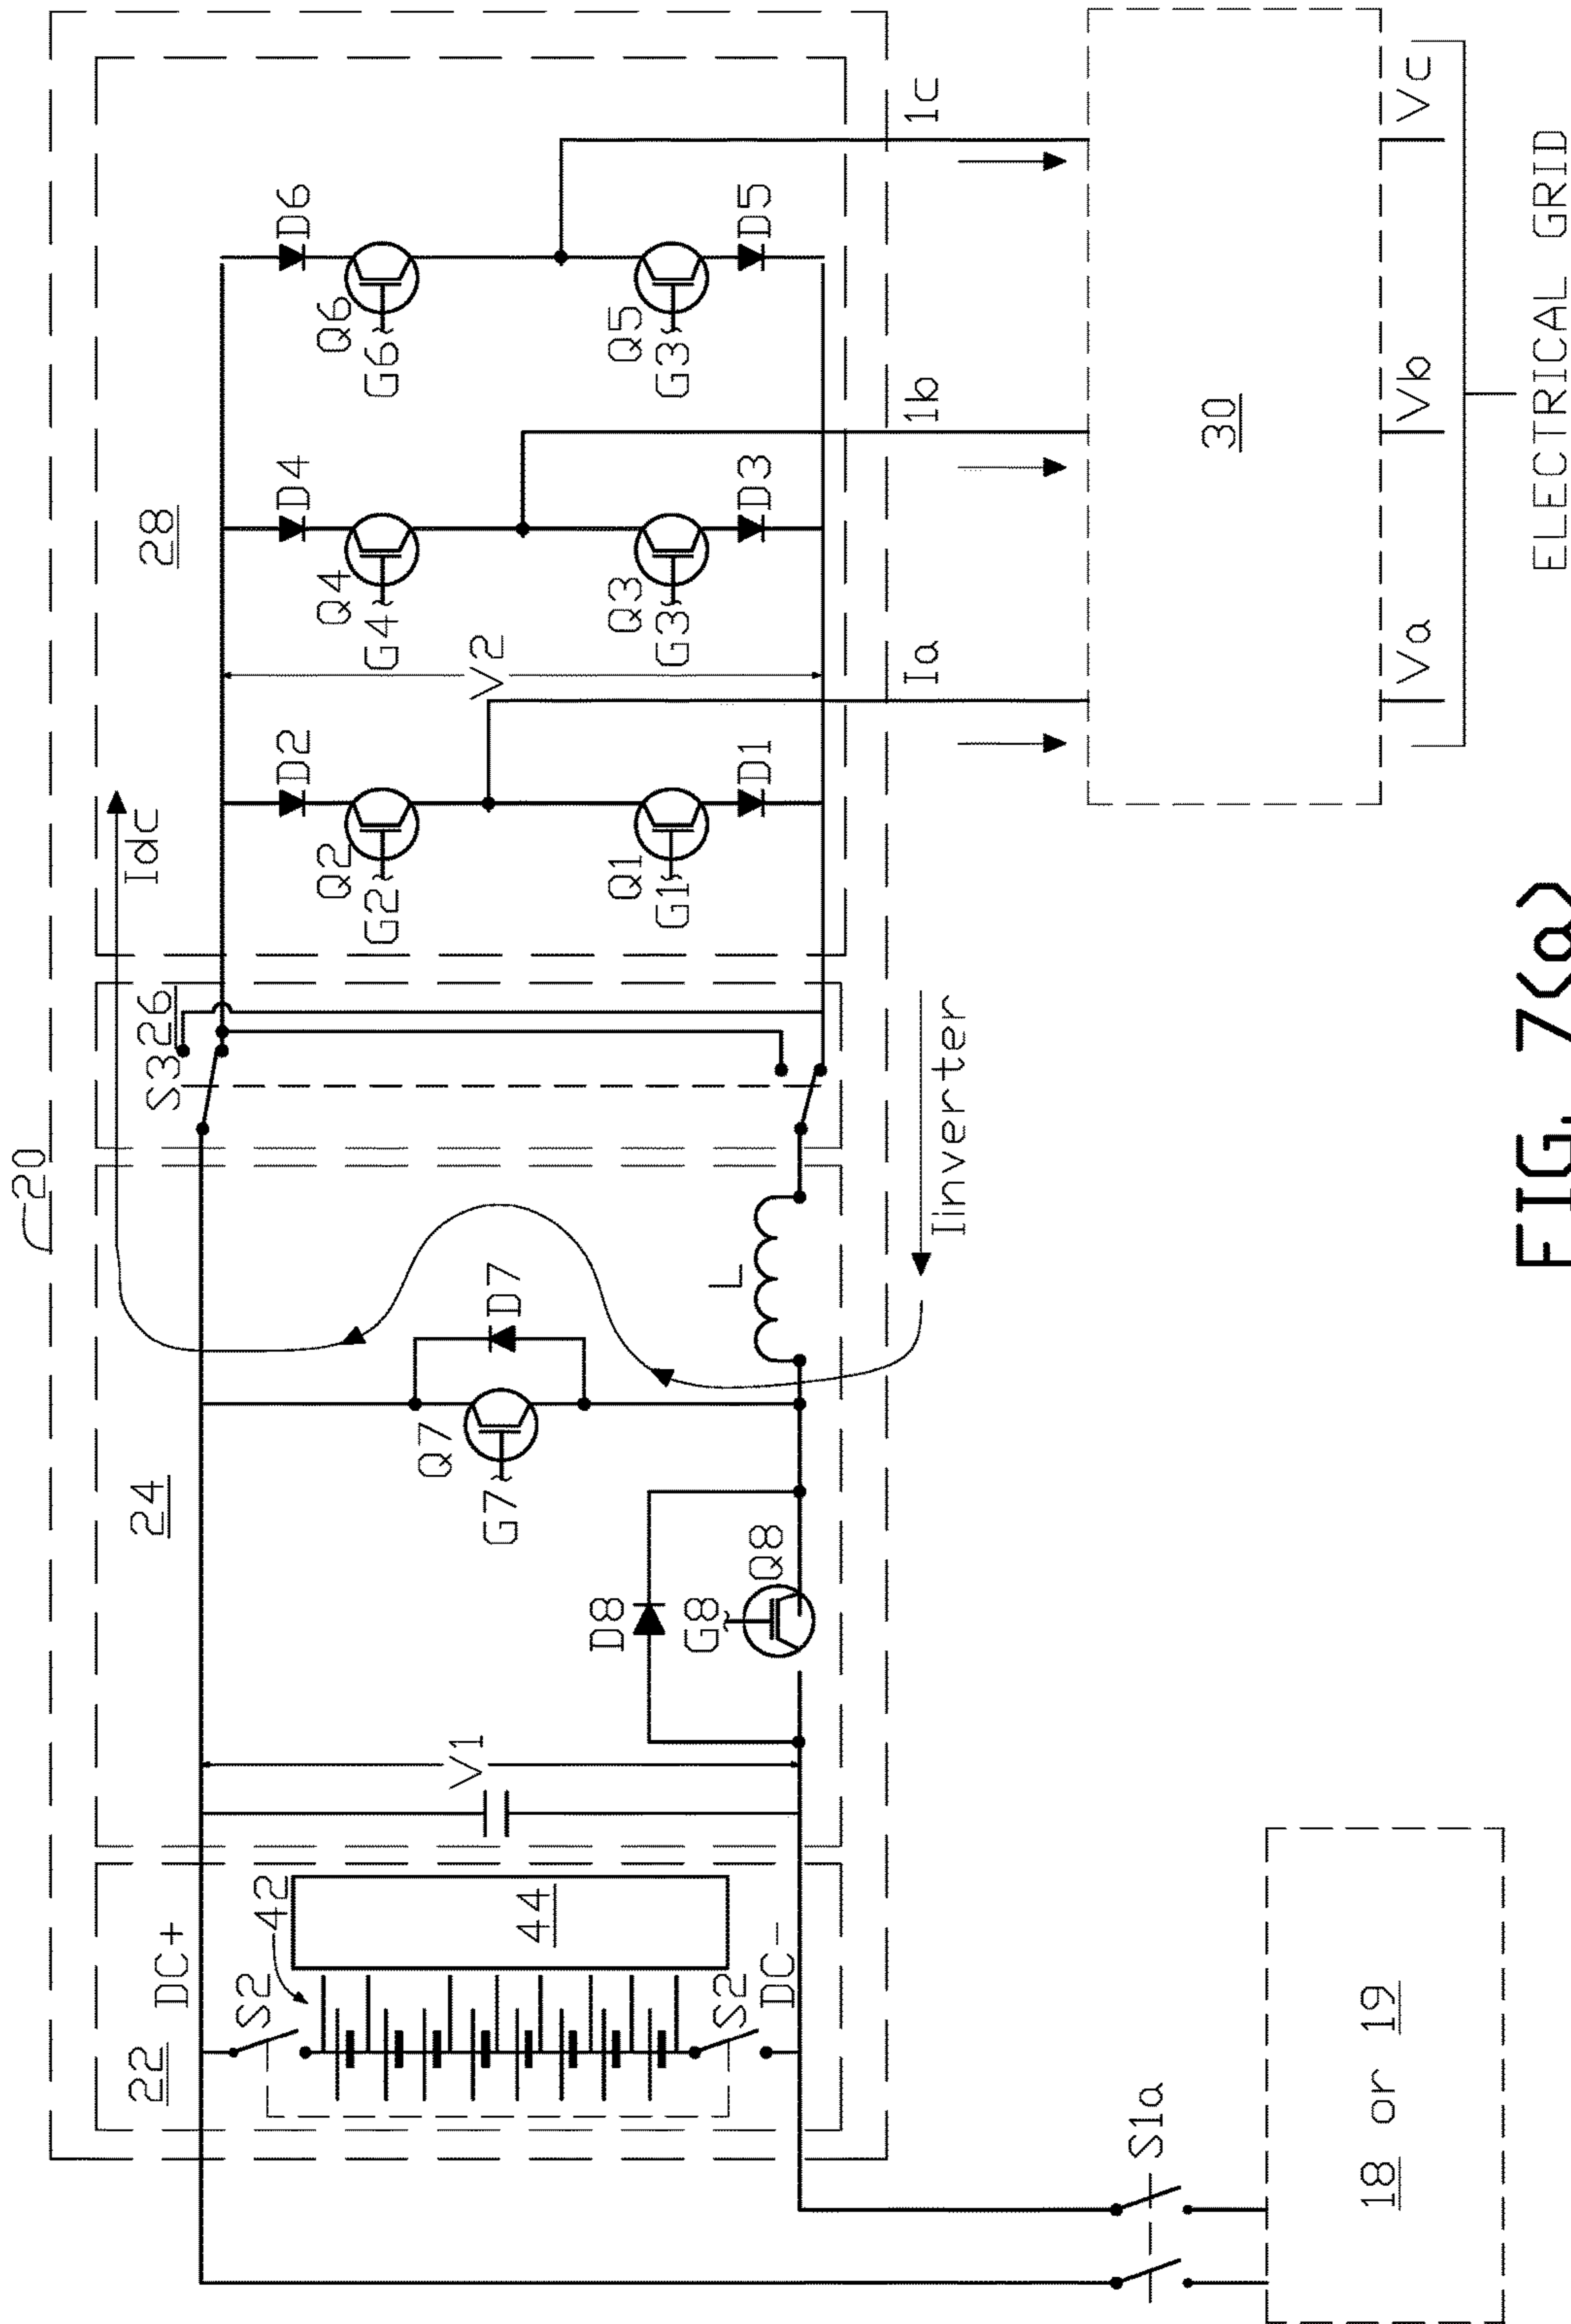 20
22
DC+
S2
42
44
S2
DC-
24
V1
D8
G8
Q8
Q7
G7
D7
L
S3
26
Idc
Iinverter
28
Q2
G2
D2
Q1
G1
D1
V2
Q4
G4
D4
Q3
G3
D3
Q6
G6
D6
Q5
G3
D5
Ia
1b
1c
30
Va
Vb
Vc
ELECTRICAL GRID
S1a
18 or 19
FIG. 7(a)